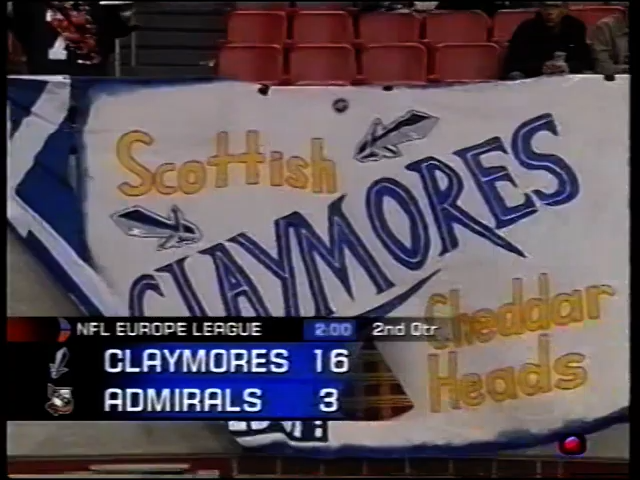 Scottish
CLAYMORES
Cheddar
Heads
NFL EUROPE LEAGUE 2:00 2nd Qtr
CLAYMORES 16
ADMIRALS 3